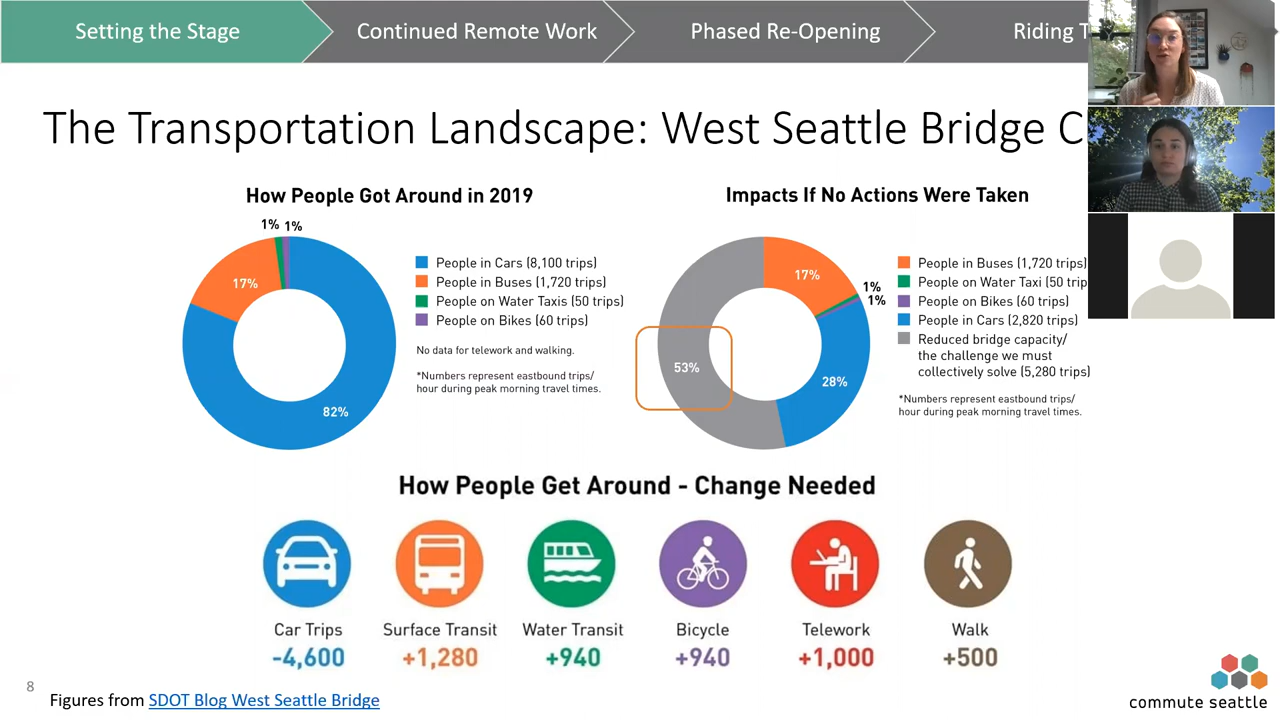 Setting the Stage
Continued Remote Work
Phased Re-Opening
Riding
The Transportation Landscape: West Seattle Bridge
How People Got Around in 2019
1% 1%
17%
82%
People in Cars (8,100 trips)
People in Buses (1,720 trips)
People on Water Taxis (50 trips)
People on Bikes (60 trips)
No data for telework and walking.
*Numbers represent eastbound trips/
hour during peak morning travel times.
Impacts If No Actions Were Taken
17%
1%
1%
53%
28%
People in Buses (1,720 trips)
People on Water Taxi (50 trip
People on Bikes (60 trips)
People in Cars (2,820 trips)
Reduced bridge capacity/
the challenge we must
collectively solve (5,280 trips)
*Numbers represent eastbound trips/
hour during peak morning travel times.
How People Get Around - Change Needed
Car Trips
-4,600
Surface Transit
+1,280
Water Transit
+940
Bicycle
+940
Telework
+1,000
Walk
+500
8
Figures from SDOT Blog West Seattle Bridge
commute seattle